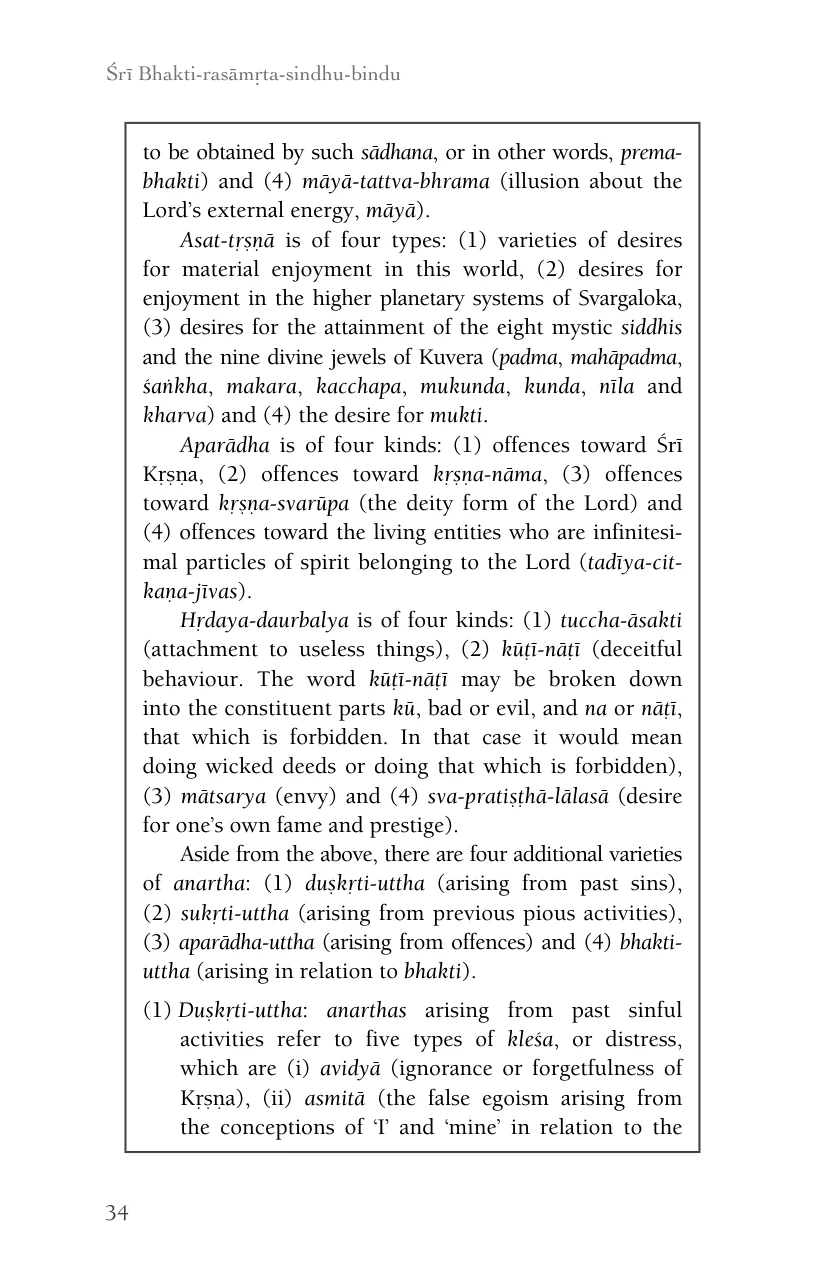 Śrī Bhakti-rasāmṛta-sindhu-bindu
to be obtained by such sādhana, or in other words, prema-
bhakti) and (4) māyā-tattva-bhrama (illusion about the
Lord’s external energy, māyā).
Asat-tṛṣṇā is of four types: (1) varieties of desires
for material enjoyment in this world, (2) desires for
enjoyment in the higher planetary systems of Svargaloka,
(3) desires for the attainment of the eight mystic siddhis
and the nine divine jewels of Kuvera (padma, mahāpadma,
śaṅkha, makara, kacchapa, mukunda, kunda, nīla and
kharva) and (4) the desire for mukti.
Aparādha is of four kinds: (1) offences toward Śrī
Kṛṣṇa, (2) offences toward kṛṣṇa-nāma, (3) offences
toward kṛṣṇa-svarūpa (the deity form of the Lord) and
(4) offences toward the living entities who are infinitesi-
mal particles of spirit belonging to the Lord (tadīya-cit-
kaṇa-jīvas).
Hṛdaya-daurbalya is of four kinds: (1) tuccha-āsakti
(attachment to useless things), (2) kūṭī-nāṭī (deceitful
behaviour. The word kūṭī-nāṭī may be broken down
into the constituent parts kū, bad or evil, and na or nāṭī,
that which is forbidden. In that case it would mean
doing wicked deeds or doing that which is forbidden),
(3) mātsarya (envy) and (4) sva-pratiṣṭhā-lālasā (desire
for one’s own fame and prestige).
Aside from the above, there are four additional varieties
of anartha: (1) duṣkṛti-uttha (arising from past sins),
(2) sukṛti-uttha (arising from previous pious activities),
(3) aparādha-uttha (arising from offences) and (4) bhakti-
uttha (arising in relation to bhakti).
(1) Duṣkṛti-uttha: anarthas arising from past sinful
activities refer to five types of kleśa, or distress,
which are (i) avidyā (ignorance or forgetfulness of
Kṛṣṇa), (ii) asmitā (the false egoism arising from
the conceptions of ‘I’ and ‘mine’ in relation to the
34